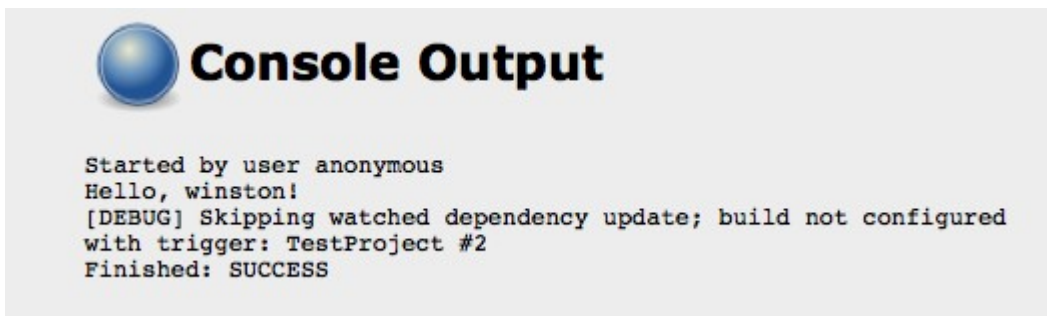 Console Output
Started by user anonymous
Hello, winston!
[DEBUG] Skipping watched dependency update; build not configured
with trigger: TestProject #2
Finished: SUCCESS